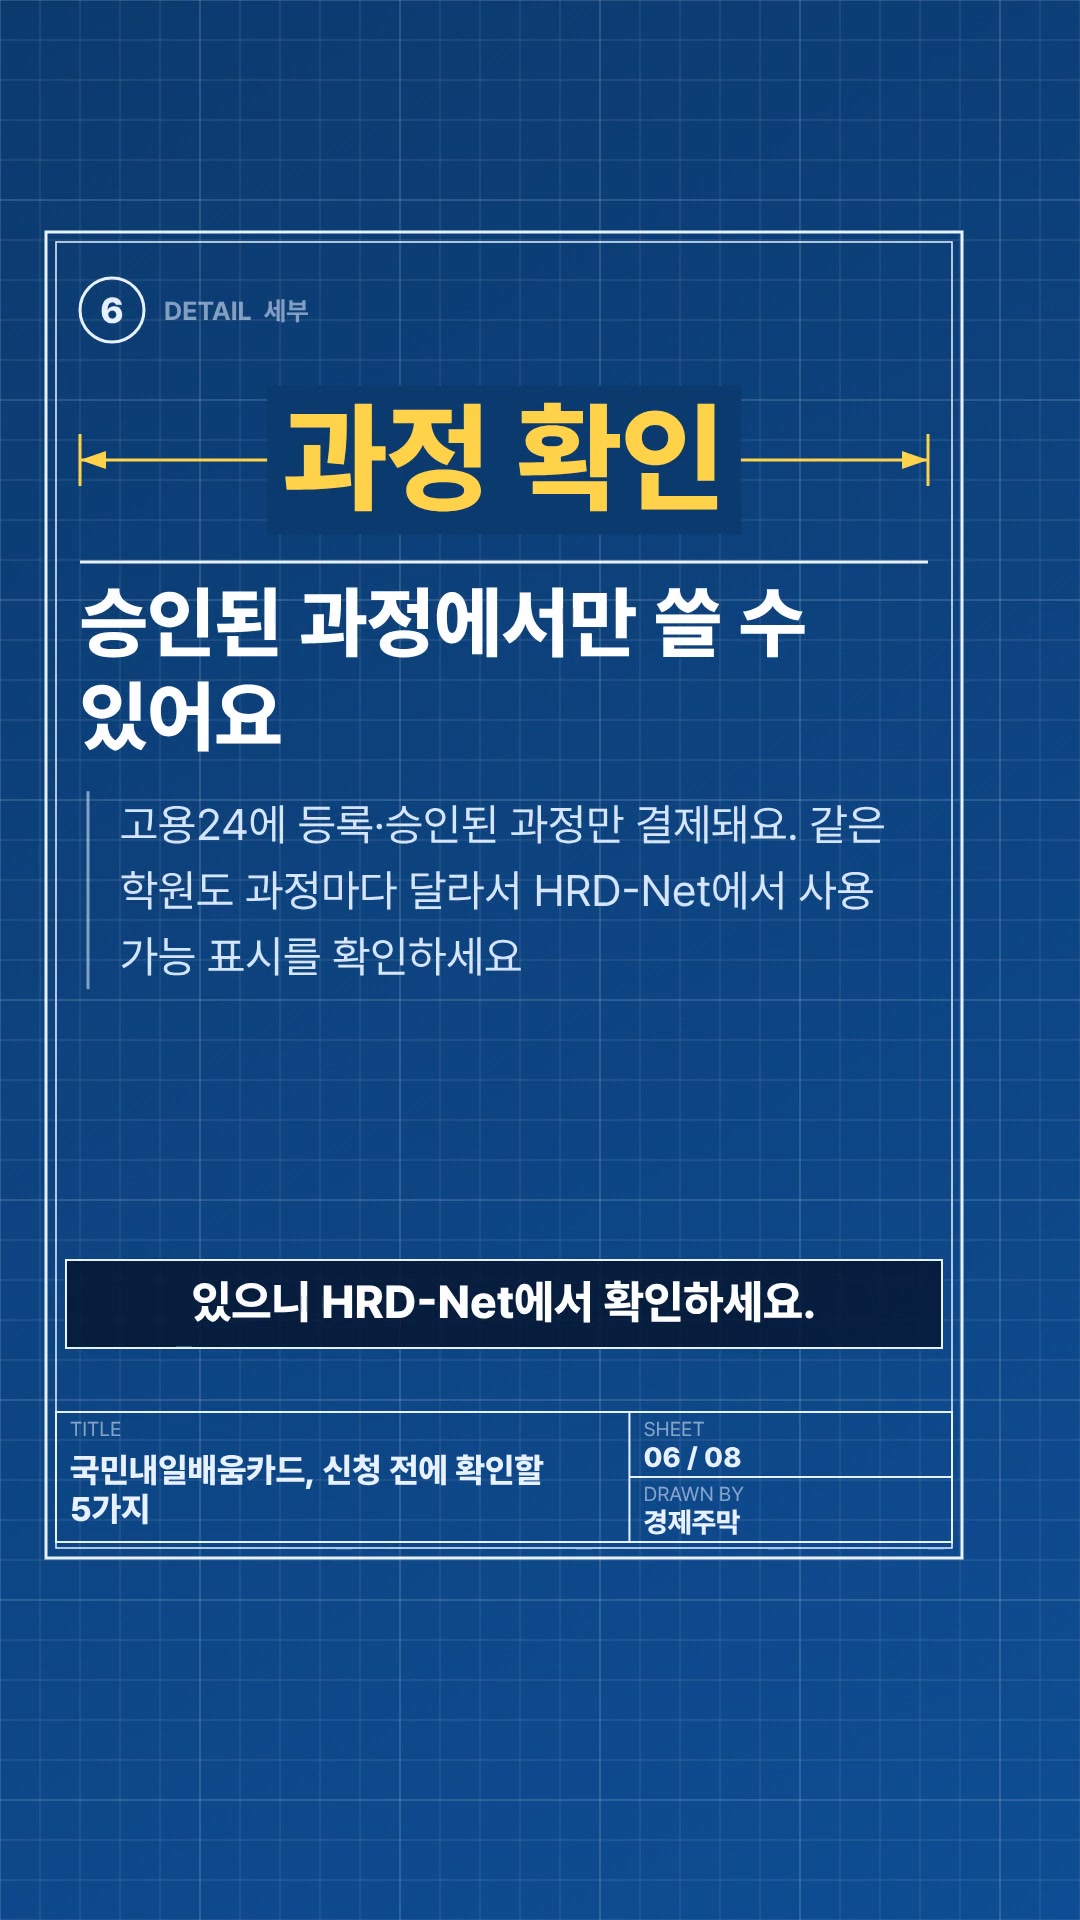 6 DETAIL 세부
과정 확인
승인된 과정에서만 쓸 수
있어요
고용24에 등록·승인된 과정만 결제돼요. 같은
학원도 과정마다 달라서 HRD-Net에서 사용
가능 표시를 확인하세요
있으니 HRD-Net에서 확인하세요.
TITLE
국민내일배움카드, 신청 전에 확인할
5가지
SHEET
06 / 08
DRAWN BY
경제주막